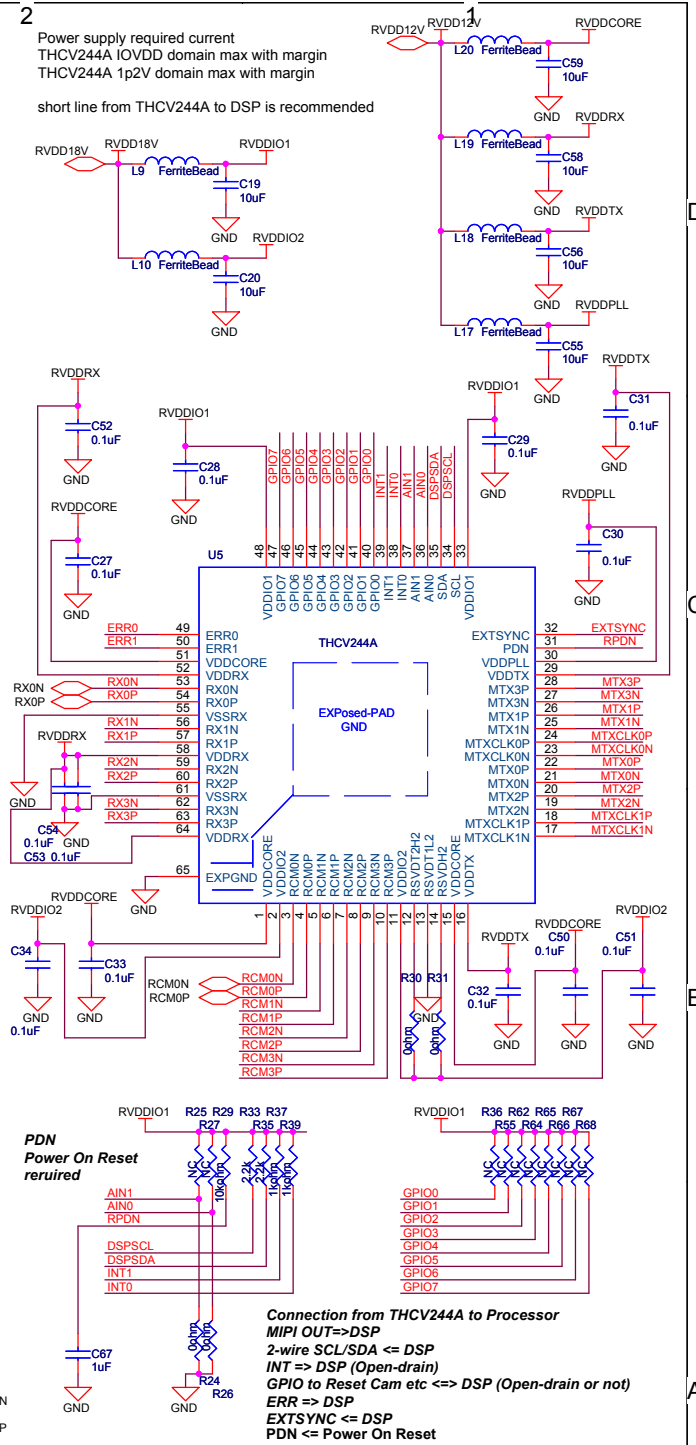 2
1
Power supply required current
THCV244A IOVDD domain max with margin
THCV244A 1p2V domain max with margin
short line from THCV244A to DSP is recommended
RVDD12V
RVDD12V
RVDDCORE
L20 FerriteBead
C59
10uF
GND
RVDDRX
L19 FerriteBead
C58
10uF
GND
RVDDTX
L18 FerriteBead
C56
10uF
GND
RVDDPLL
L17 FerriteBead
C55
10uF
GND
RVDD18V
RVDD18V
RVDDIO1
L9 FerriteBead
C19
10uF
GND
RVDDIO2
L10 FerriteBead
C20
10uF
GND
D
RVDDRX
C52
0.1uF
GND
RVDDCORE
C27
0.1uF
GND
RVDDIO1
C28
0.1uF
GND
GPIO7
GPIO6
GPIO5
GPIO4
GPIO3
GPIO2
GPIO1
GPIO0
INT1
INT0
AIN1
AIN0
DSPSDA
DSPSCL
RVDDIO1
C29
0.1uF
GND
RVDDTX
C31
0.1uF
GND
RVDDPLL
C30
0.1uF
GND
C
U5
48 VDDIO1
47 GPIO7
46 GPIO6
45 GPIO5
44 GPIO4
43 GPIO3
42 GPIO2
41 GPIO1
40 GPIO0
39 INT1
38 INT0
37 AIN1
36 AIN0
35 SDA
34 SCL
33 VDDIO1
THCV244A
EXPosed-PAD
GND
ERR0 49 ERR0
ERR1 50 ERR1
51 VDDCORE
52 VDDRX
RX0N RX0N 53 RX0N
RX0P RX0P 54 RX0P
55 VSSRX
RX1N 56 RX1N
RX1P 57 RX1P
RVDDRX 58 VDDRX
RX2N 59 RX2N
RX2P 60 RX2P
61 VSSRX
RX3N 62 RX3N
RX3P 63 RX3P
64 VDDRX
65 EXPGND
GND
GND
C54
0.1uF
C53 0.1uF
GND
EXTSYNC 32 EXTSYNC
PDN 31 RPDN
VDDPLL 30
VDDTX 29
MTX3P 28 MTX3P
MTX3N 27 MTX3N
MTX1P 26 MTX1P
MTX1N 25 MTX1N
MTXCLK0P 24 MTXCLK0P
MTXCLK0N 23 MTXCLK0N
MTX0P 22 MTX0P
MTX0N 21 MTX0N
MTX2P 20 MTX2P
MTX2N 19 MTX2N
MTXCLK1P 18 MTXCLK1P
MTXCLK1N 17 MTXCLK1N
VDDCORE 1
VDDIO2 2
RCM0N 3
RCM0P 4
RCM1N 5
RCM1P 6
RCM2N 7
RCM2P 8
RCM3N 9
RCM3P 10
VDDIO2 11
RSVDT2H2 12
RSVDT1L2 13
RSVDH2 14
VDDCORE 15
VDDTX 16
RVDDIO2
C34
GND
0.1uF
RVDDCORE
C33
0.1uF
GND
RCM0N RCM0N
RCM0P RCM0P
RCM1N
RCM1P
RCM2N
RCM2P
RCM3N
RCM3P
R30 R31
GND
0ohm
0ohm
RVDDTX
C32
0.1uF
GND
RVDDCORE
C50
0.1uF
GND
RVDDIO2
C51
0.1uF
GND
B
PDN
Power On Reset
reruired
RVDDIO1
R25 R29 R33 R37
R27 R35 R39
NC
NC
10kohm
2.2k
2.2k
1kohm
1kohm
AIN1
AIN0
RPDN
DSPSCL
DSPSDA
INT1
INT0
C67
1uF
GND
0ohm
0ohm
R24
R26
GND
RVDDIO1
R36 R62 R65 R67
R55 R64 R66 R68
NC
NC
NC
NC
NC
NC
NC
NC
GPIO0
GPIO1
GPIO2
GPIO3
GPIO4
GPIO5
GPIO6
GPIO7
Connection from THCV244A to Processor
MIPI OUT=>DSP
2-wire SCL/SDA <= DSP
INT => DSP (Open-drain)
GPIO to Reset Cam etc <=> DSP (Open-drain or not)
ERR => DSP
EXTSYNC <= DSP
PDN <= Power On Reset
A
N
P